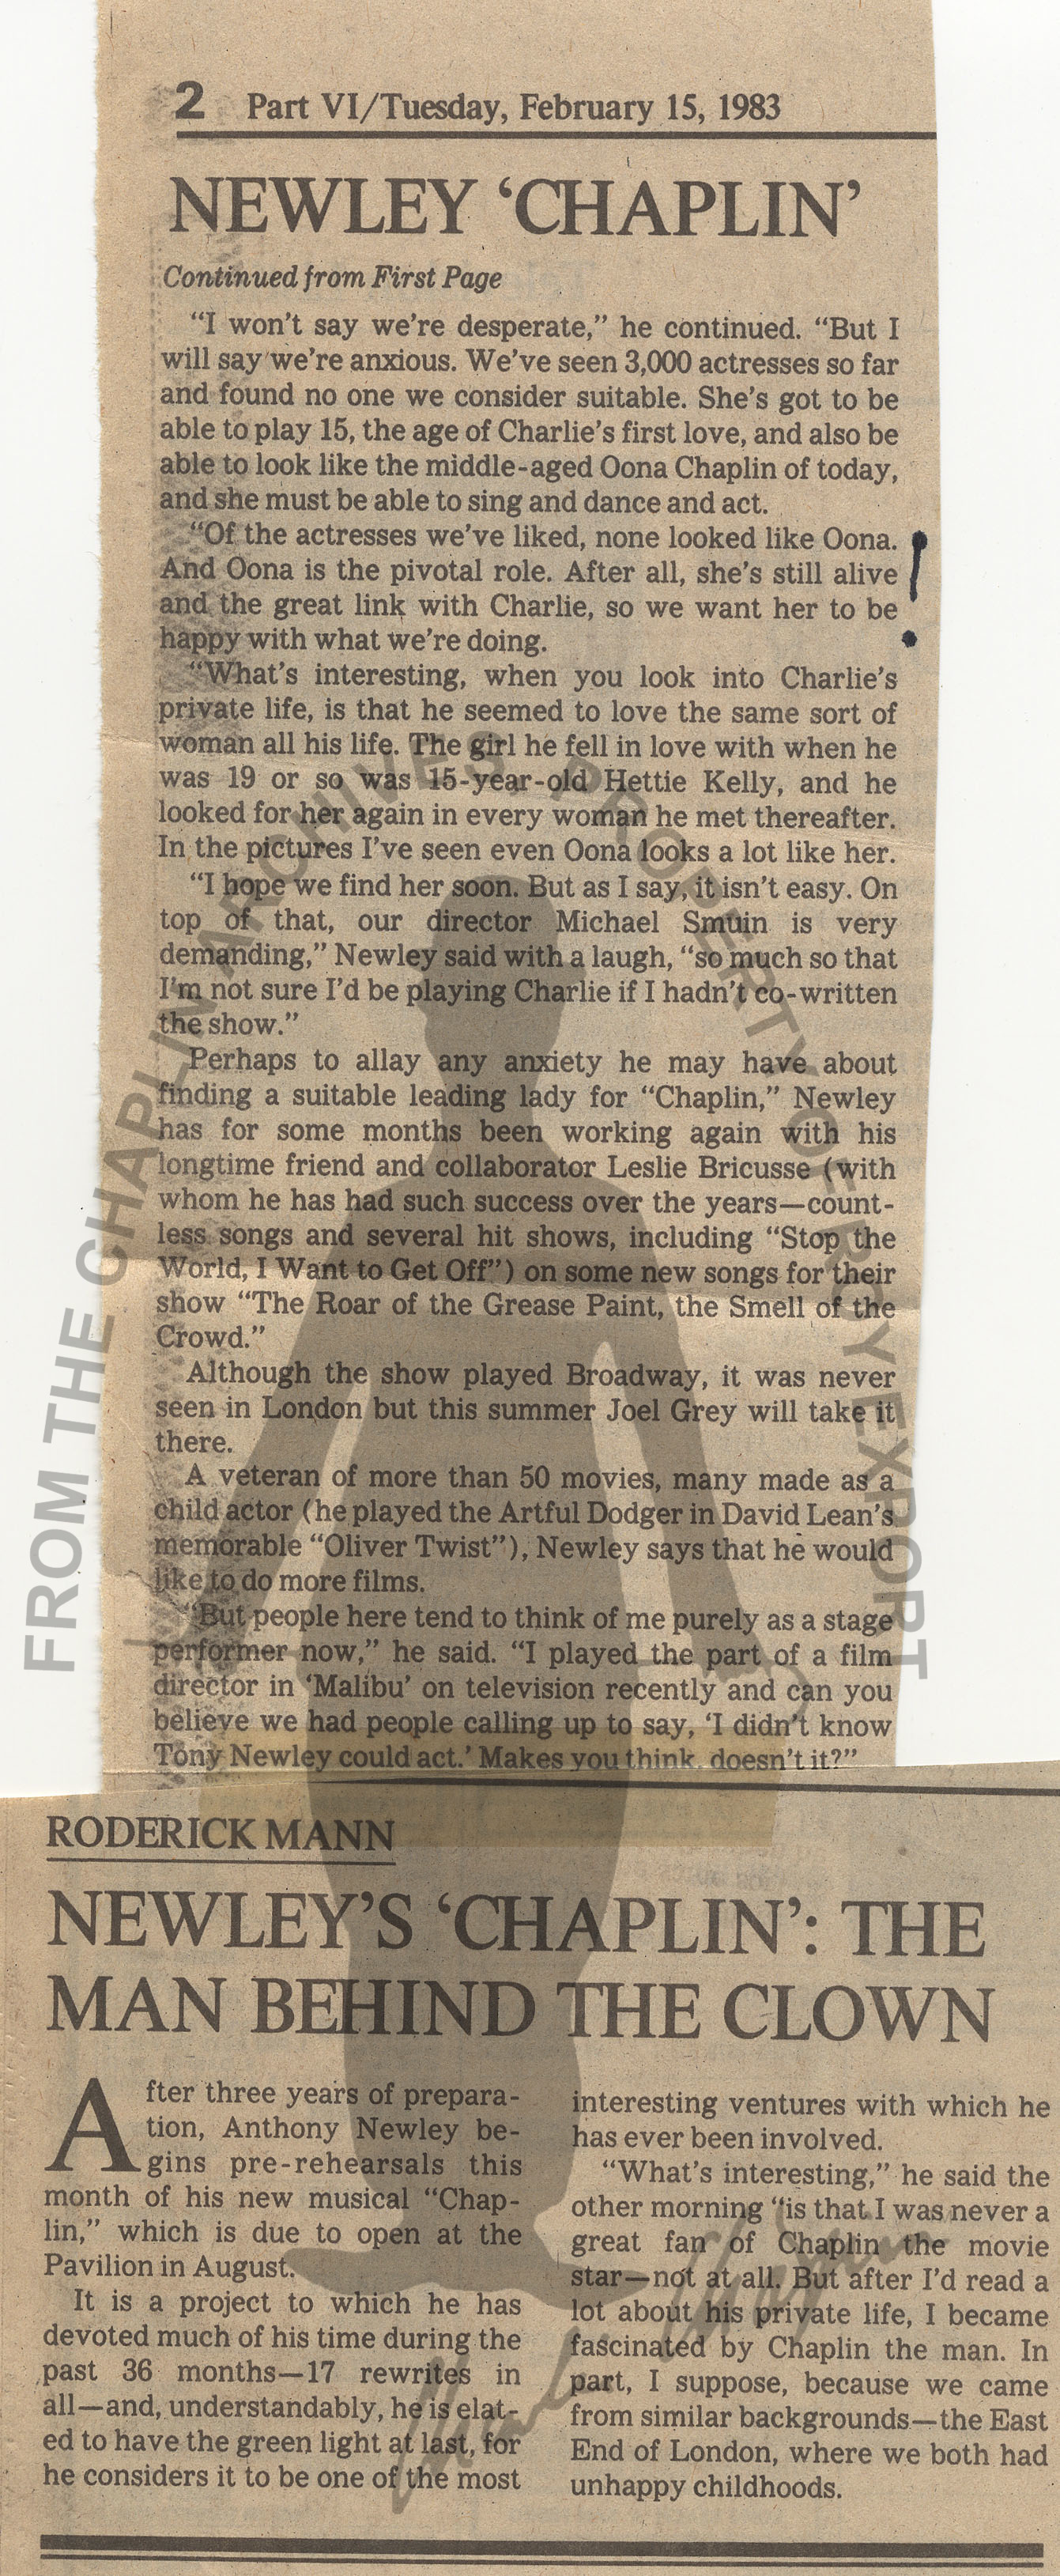 2 Part VI/Tuesday, February 15, 1983
NEWLEY ‘CHAPLIN’
Continued from First Page
“I won’t say we’re desperate,” he continued. “But I
will say we’re anxious. We’ve seen 3,000 actresses so far
and found no one we consider suitable. She’s got to be
able to play 15, the age of Charlie’s first love, and also be
able to look like the middle-aged Oona Chaplin of today,
and she must be able to sing and dance and act.
“Of the actresses we’ve liked, none looked like Oona.
And Oona is the pivotal role. After all, she’s still alive
and the great link with Charlie, so we want her to be
happy with what we’re doing.
!
“What’s interesting, when you look into Charlie’s
private life, is that he seemed to love the same sort of
woman all his life. The girl he fell in love with when he
was 19 or so was 15-year-old Hettie Kelly, and he
looked for her again in every woman he met thereafter.
In the pictures I’ve seen even Oona looks a lot like her.
“I hope we find her soon. But as I say, it isn’t easy. On
top of that, our director Michael Smuin is very
demanding,” Newley said with a laugh, “so much so that
I’m not sure I’d be playing Charlie if I hadn’t co-written
the show.”
Perhaps to allay any anxiety he may have about
finding a suitable leading lady for “Chaplin,” Newley
has for some months been working again with his
longtime friend and collaborator Leslie Bricusse (with
whom he has had such success over the years—count-
less songs and several hit shows, including “Stop the
World, I Want to Get Off”) on some new songs for their
show “The Roar of the Grease Paint, the Smell of the
Crowd.”
Although the show played Broadway, it was never
seen in London but this summer Joel Grey will take it
there.
A veteran of more than 50 movies, many made as a
child actor (he played the Artful Dodger in David Lean’s
memorable “Oliver Twist”), Newley says that he would
like to do more films.
“But people here tend to think of me purely as a stage
performer now,” he said. “I played the part of a film
director in ‘Malibu’ on television recently and can you
believe we had people calling up to say, ‘I didn’t know
Tony Newley could act.’ Makes you think, doesn’t it?”
RODERICK MANN
NEWLEY’S ‘CHAPLIN’: THE
MAN BEHIND THE CLOWN
After three years of prepara-
tion, Anthony Newley be-
gins pre-rehearsals this
month of his new musical “Chap-
lin,” which is due to open at the
Pavilion in August.
It is a project to which he has
devoted much of his time during the
past 36 months—17 rewrites in
all—and, understandably, he is elat-
ed to have the green light at last, for
he considers it to be one of the most
interesting ventures with which he
has ever been involved.
“What’s interesting,” he said the
other morning “is that I was never a
great fan of Chaplin the movie
star—not at all. But after I’d read a
lot about his private life, I became
fascinated by Chaplin the man. In
part, I suppose, because we came
from similar backgrounds—the East
End of London, where we both had
unhappy childhoods.
FROM THE CHAPLIN ARCHIVES PROPERTY OF ROY EXPORT